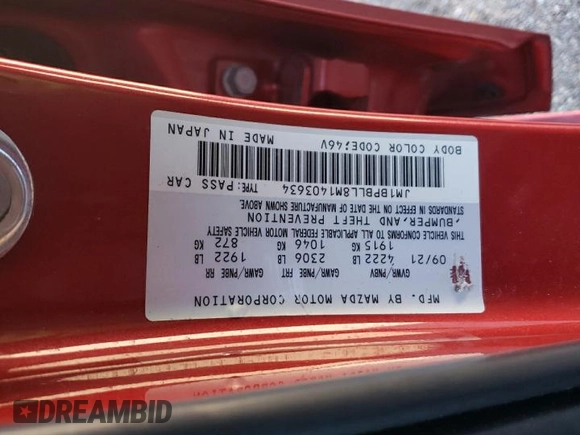 MFD. BY MAZDA MOTOR CORPORATION
GVWR/PNBV GAWR/PNBE FRT GAWR/PNBE RR
09/21 4222 LB 2306 LB 1922 LB
1915 KG 1046 KG 872 KG
THIS VEHICLE CONFORMS TO ALL APPLICABLE FEDERAL MOTOR VEHICLE SAFETY
,BUMPER,AND THEFT PREVENTION
STANDARDS IN EFFECT ON THE DATE OF MANUFACTURE SHOWN ABOVE.
JM1BPBLL8M1403634 TYPE:PASS CAR
BODY COLOR CODE:46V MADE IN JAPAN
DREAMBID